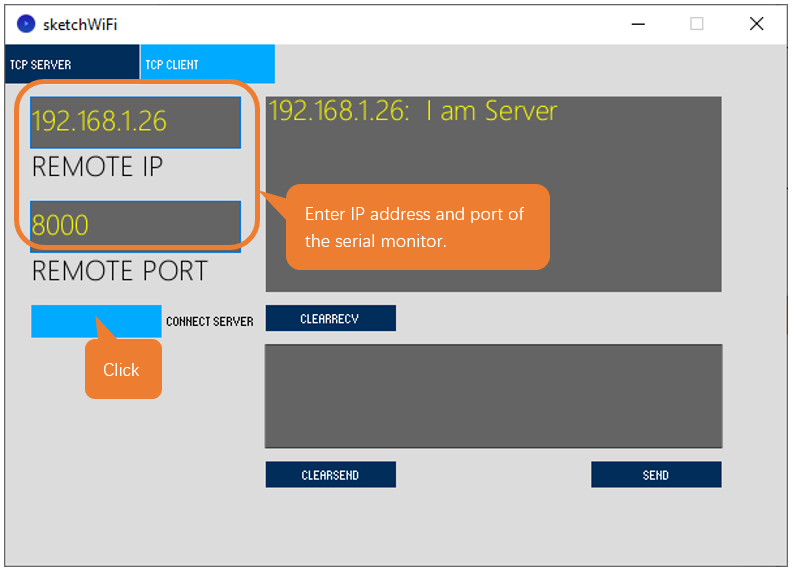 sketchWiFi
TCP SERVER
TCP CLIENT
192.168.1.26
REMOTE IP
8000
REMOTE PORT
CONNECT SERVER
Click
192.168.1.26:  I am Server
Enter IP address and port of
the serial monitor.
CLEARRECV
CLEARSEND
SEND